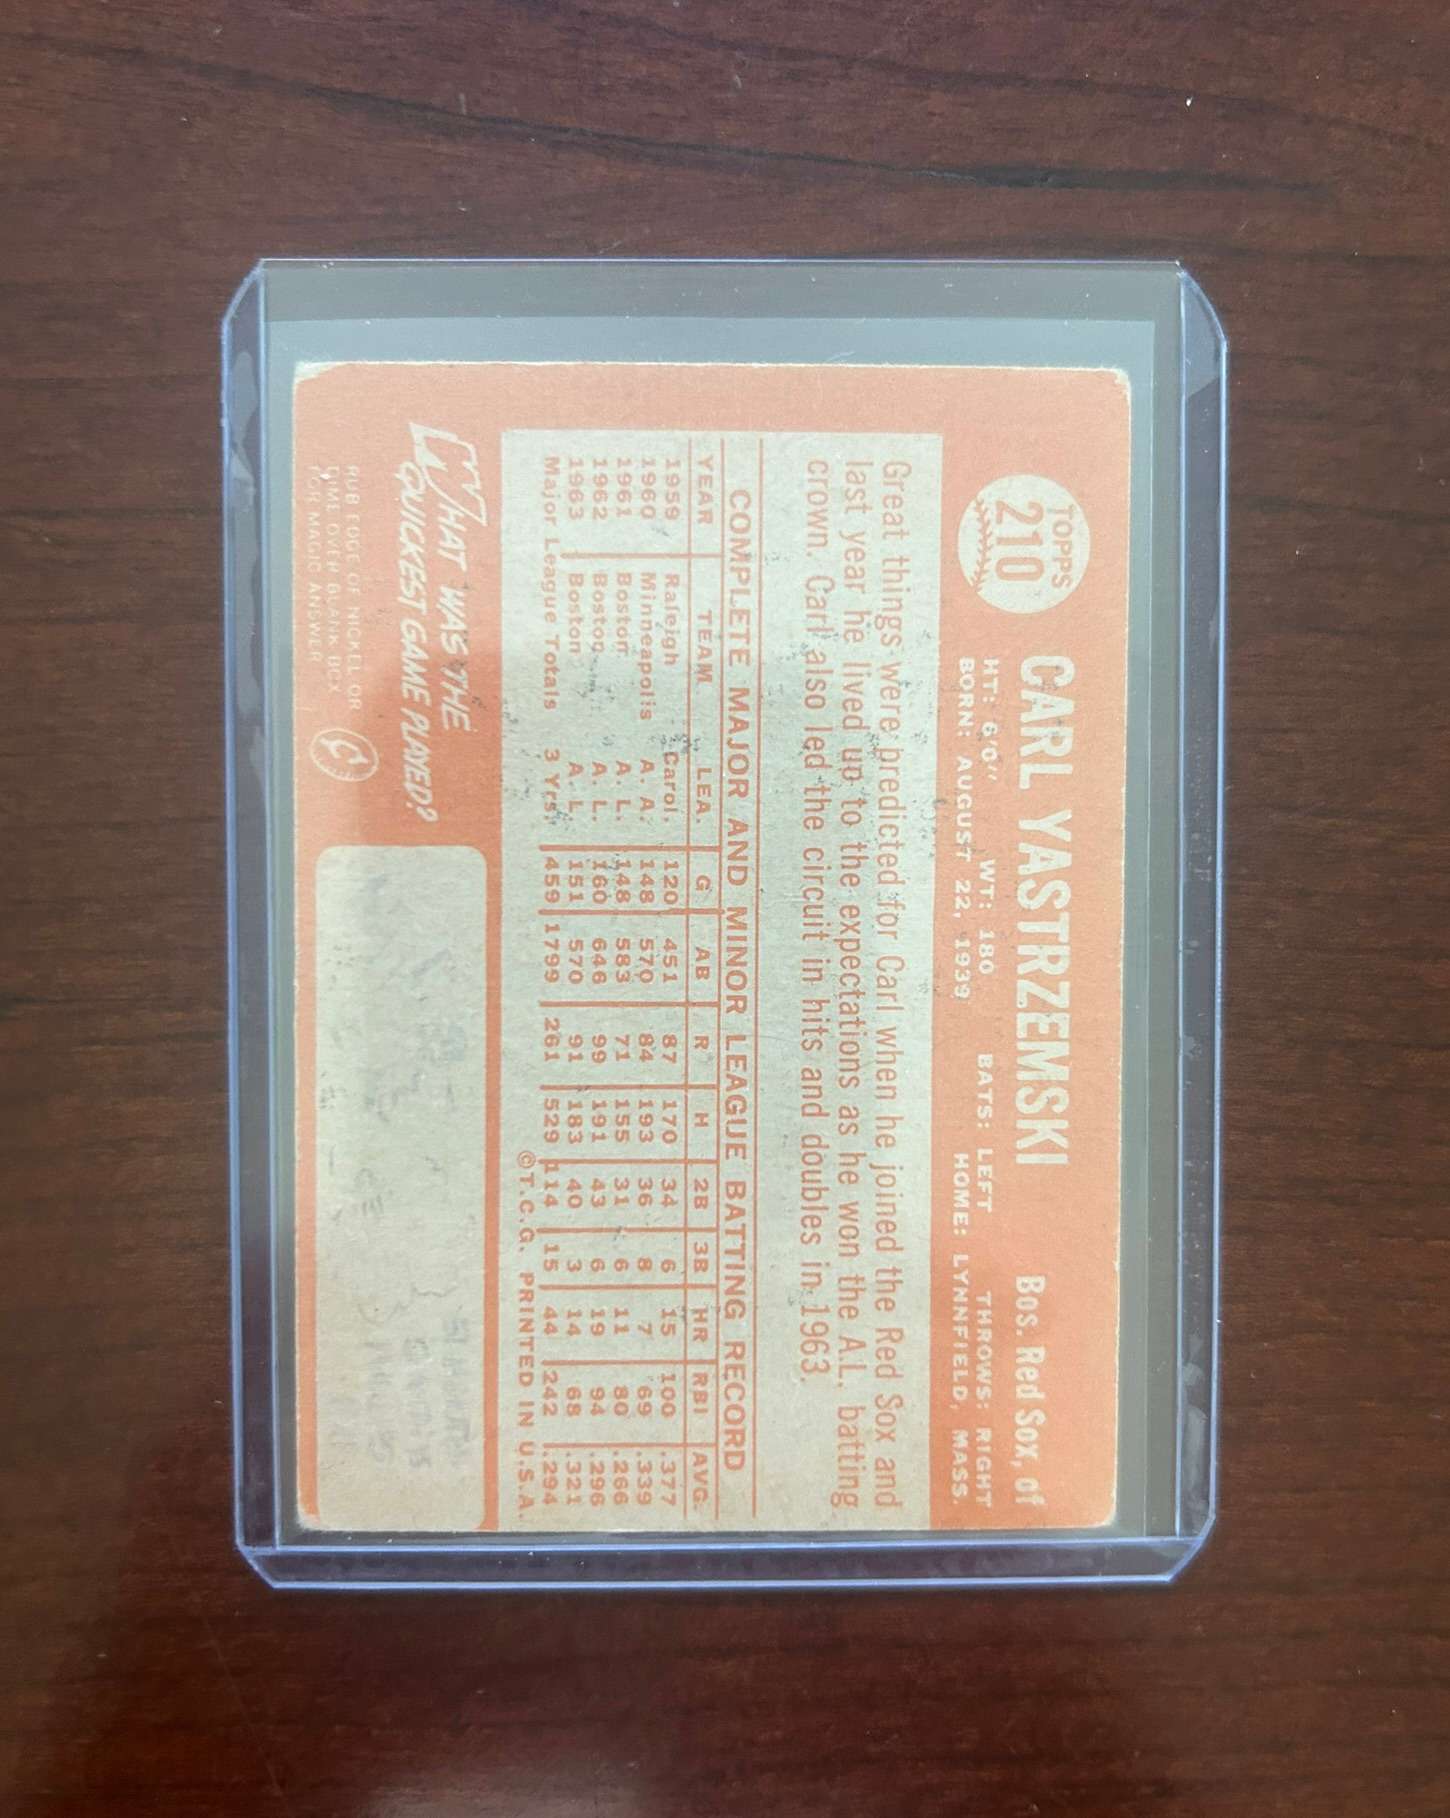 TOPPS
210
CARL YASTRZEMSKI Bos. Red Sox, of
HT: 6'0" WT: 180 BATS: LEFT THROWS: RIGHT
BORN: AUGUST 22, 1939 HOME: LYNNFIELD, MASS.
Great things were predicted for Carl when he joined the Red Sox and
last year he lived up to the expectations as he won the A.L. batting
crown. Carl also led the circuit in hits and doubles in 1963.
COMPLETE MAJOR AND MINOR LEAGUE BATTING RECORD
YEAR TEAM LEA. G AB R H 2B 3B HR RBI AVG.
1959 Raleigh Carol. 120 451 87 170 34 6 15 100 .377
1960 Minneapolis A. A. 148 570 84 193 36 8 7 69 .339
1961 Boston A. L. 148 583 71 155 31 6 11 80 .266
1962 Boston A. L. 160 646 99 191 43 6 19 94 .296
1963 Boston A. L. 151 570 91 183 40 3 14 68 .321
Major League Totals 3 Yrs. 459 1799 261 529 114 15 44 242 .294
©T.C.G. PRINTED IN U.S.A.
WHAT WAS THE
QUICKEST GAME PLAYED?
RUB EDGE OF NICKEL OR
DIME OVER BLANK BOX
FOR MAGIC ANSWER